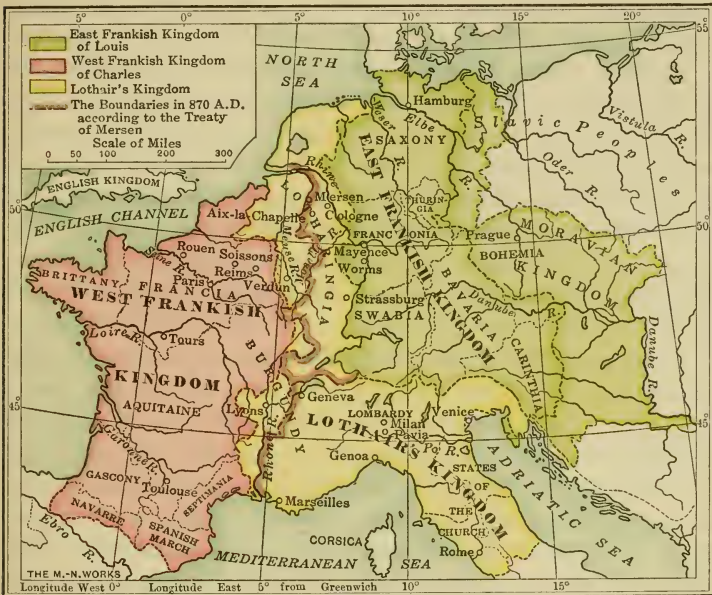 5° 0° 5° 10° 15° 20° 55°
East Frankish Kingdom
of Louis
West Frankish Kingdom
of Charles
Lothair's Kingdom
The Boundaries in 870 A.D.
according to the Treaty
of Mersen
Scale of Miles
0 50 100 200 300
NORTH
SEA
Hamburg
Weser R.
Elbe R.
SAXONY
Slavic Peoples
Vistula R.
Oder R.
ENGLISH KINGDOM
50°
ENGLISH CHANNEL
Rhine
Mersen
Aix-la Chapelle
Cologne
THURINGIA
EAST FRANKISH KINGDOM
FRANCONIA
Prague
MORAVIAN
KINGDOM
BOHEMIA
50°
Rouen
Soissons
Seine R.
Reims
Meuse R.
Mayence
Worms
Paris
Verdun
BRITTANY
FRANCIA
WEST FRANKISH
KINGDOM
Strassburg
SWABIA
BAVARIA
Danube R.
CARINTHIA
Danube R.
Loire R.
Tours
BURGUNDY
AQUITAINE
45°
Lyons
Geneva
LOTHAIR'S KINGDOM
LOMBARDY
Venice
Milan
Pavia
Po R.
45°
Garonne R.
Rhone R.
Genoa
STATES
OF
THE
CHURCH
ADRIATIC SEA
GASCONY
Toulouse
SEPTIMANIA
Marseilles
NAVARRE
SPANISH
MARCH
Ebro R.
CORSICA
Rome
MEDITERRANEAN SEA
THE M.-N. WORKS
Longitude West 0° Longitude East 5° from Greenwich 10° 15°